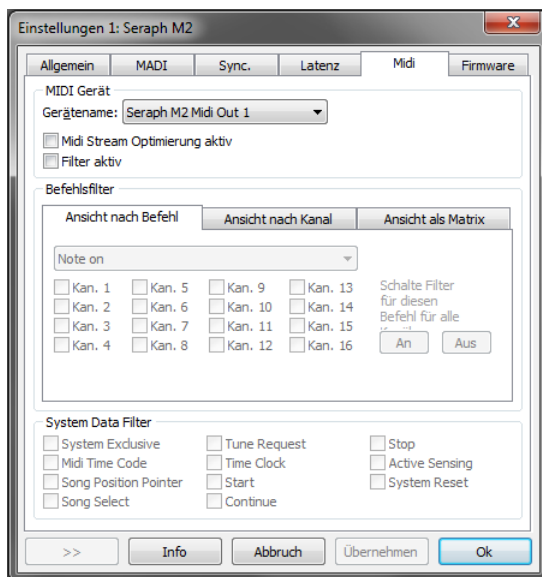 Einstellungen 1: Seraph M2
Allgemein MADI Sync. Latenz Midi Firmware
MIDI Gerät
Gerätename: Seraph M2 Midi Out 1
Midi Stream Optimierung aktiv
Filter aktiv
Befehlsfilter
Ansicht nach Befehl Ansicht nach Kanal Ansicht als Matrix
Note on
Kan. 1 Kan. 5 Kan. 9 Kan. 13 Schalte Filter
Kan. 2 Kan. 6 Kan. 10 Kan. 14 für diesen
Kan. 3 Kan. 7 Kan. 11 Kan. 15 Befehl für alle
Kan. 4 Kan. 8 Kan. 12 Kan. 16 An Aus
System Data Filter
System Exclusive Tune Request Stop
Midi Time Code Time Clock Active Sensing
Song Position Pointer Start System Reset
Song Select Continue
>> Info Abbruch Übernehmen Ok